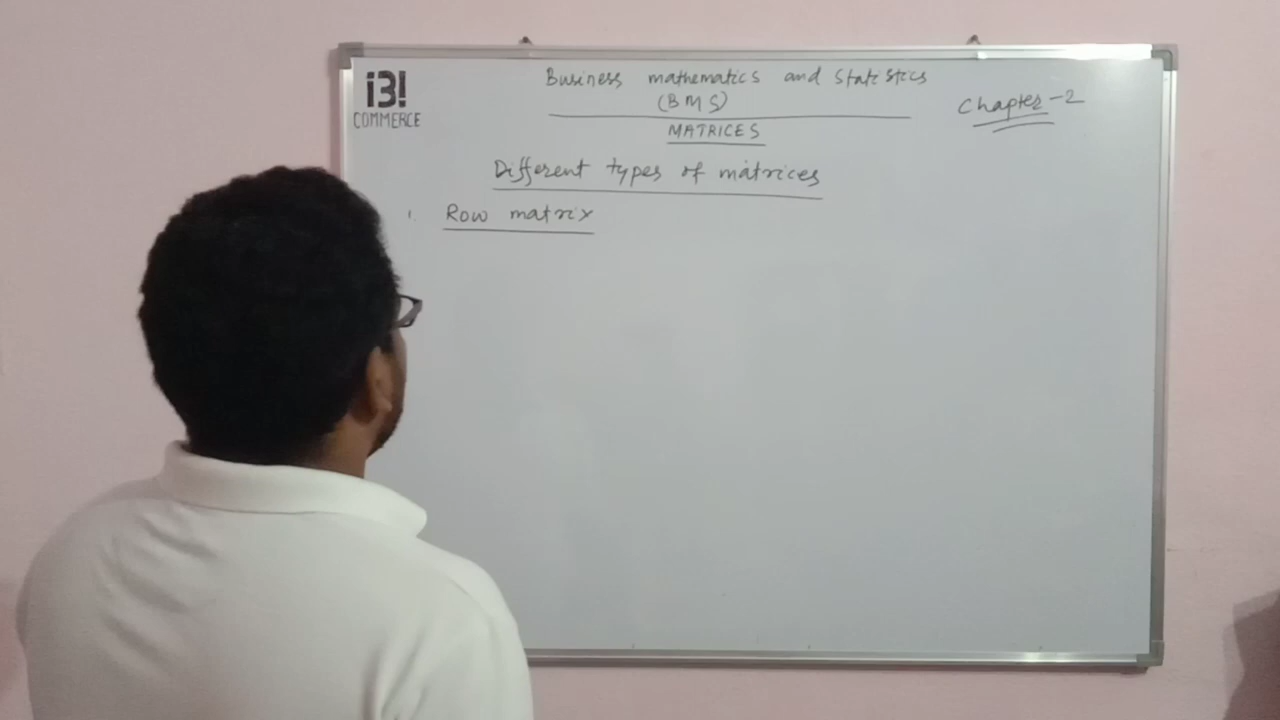 i3!
COMMERCE
Business mathematics and Statistics
(BMS)
Chapter-2
MATRICES
Different types of matrices
1. Row matrix